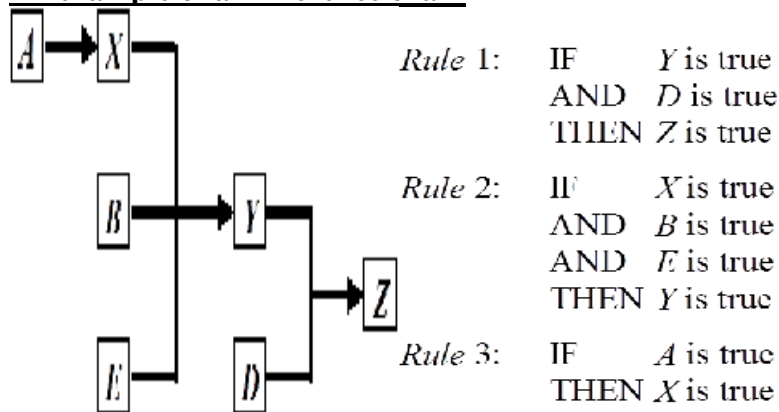 A X
B Y
Z
E D
Rule 1: IF Y is true
AND D is true
THEN Z is true
Rule 2: IF X is true
AND B is true
AND E is true
THEN Y is true
Rule 3: IF A is true
THEN X is true